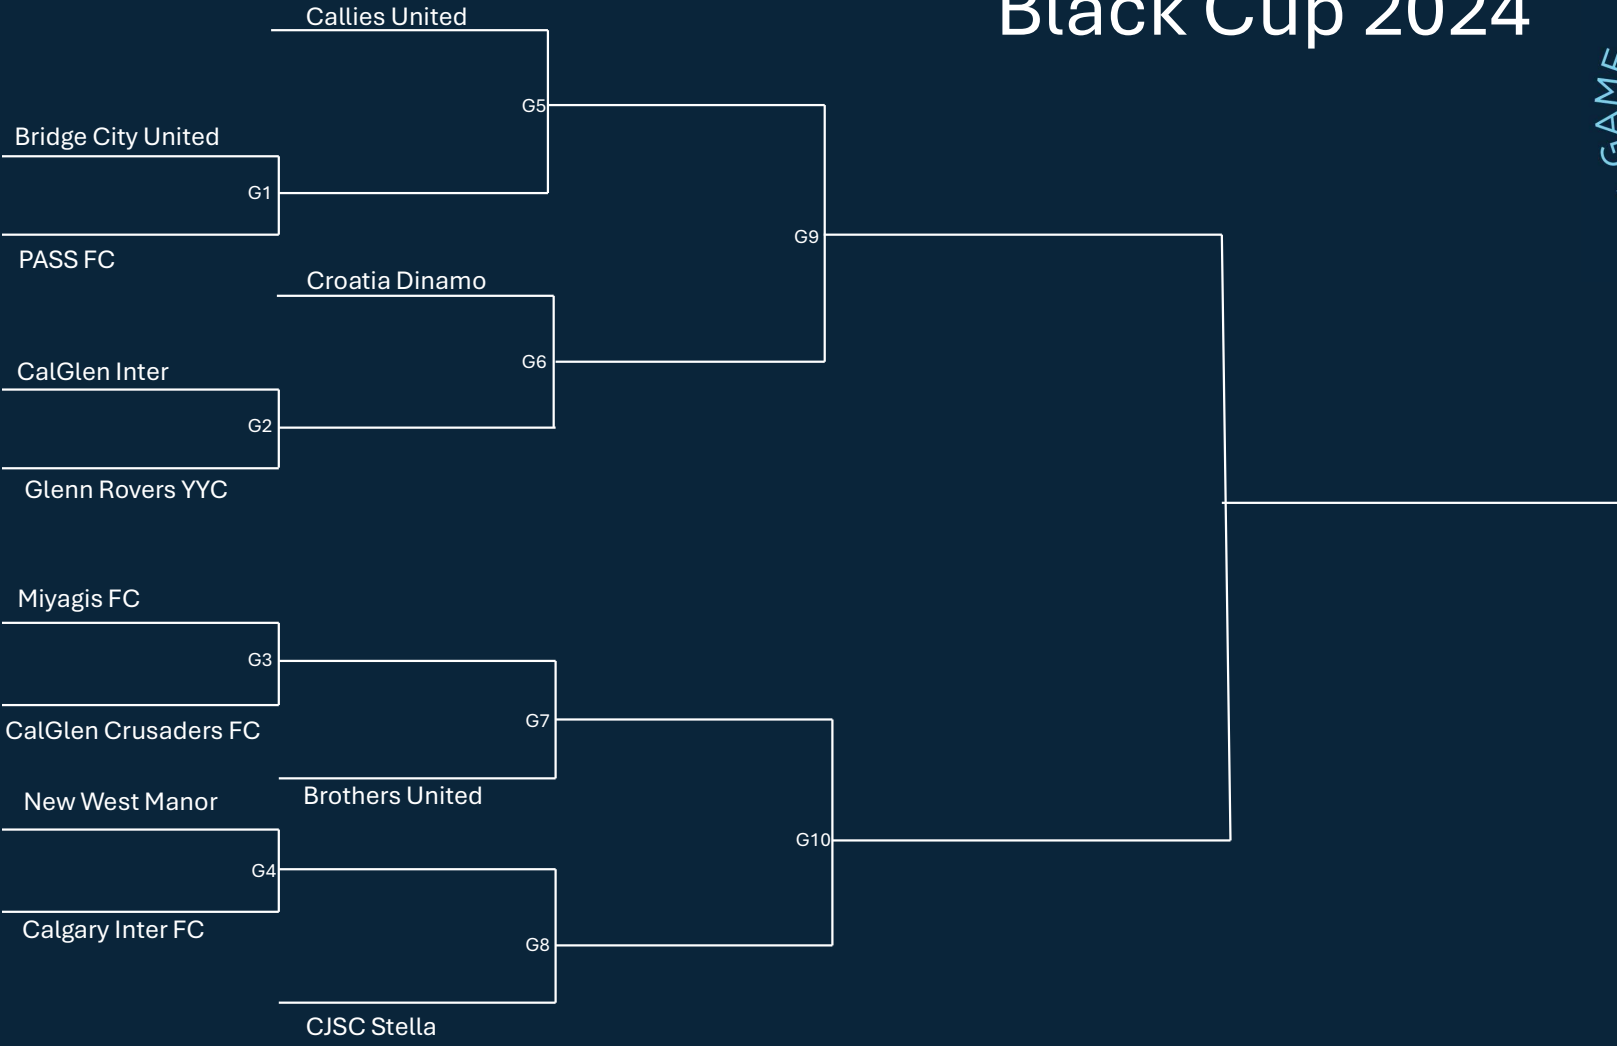 Callies United
Black Cup 2024
GAME
G5
Bridge City United
G1
PASS FC
G9
Croatia Dinamo
G6
CalGlen Inter
G2
Glenn Rovers YYC
Miyagis FC
G3
CalGlen Crusaders FC
G7
New West Manor
Brothers United
G10
G4
Calgary Inter FC
G8
CJSC Stella